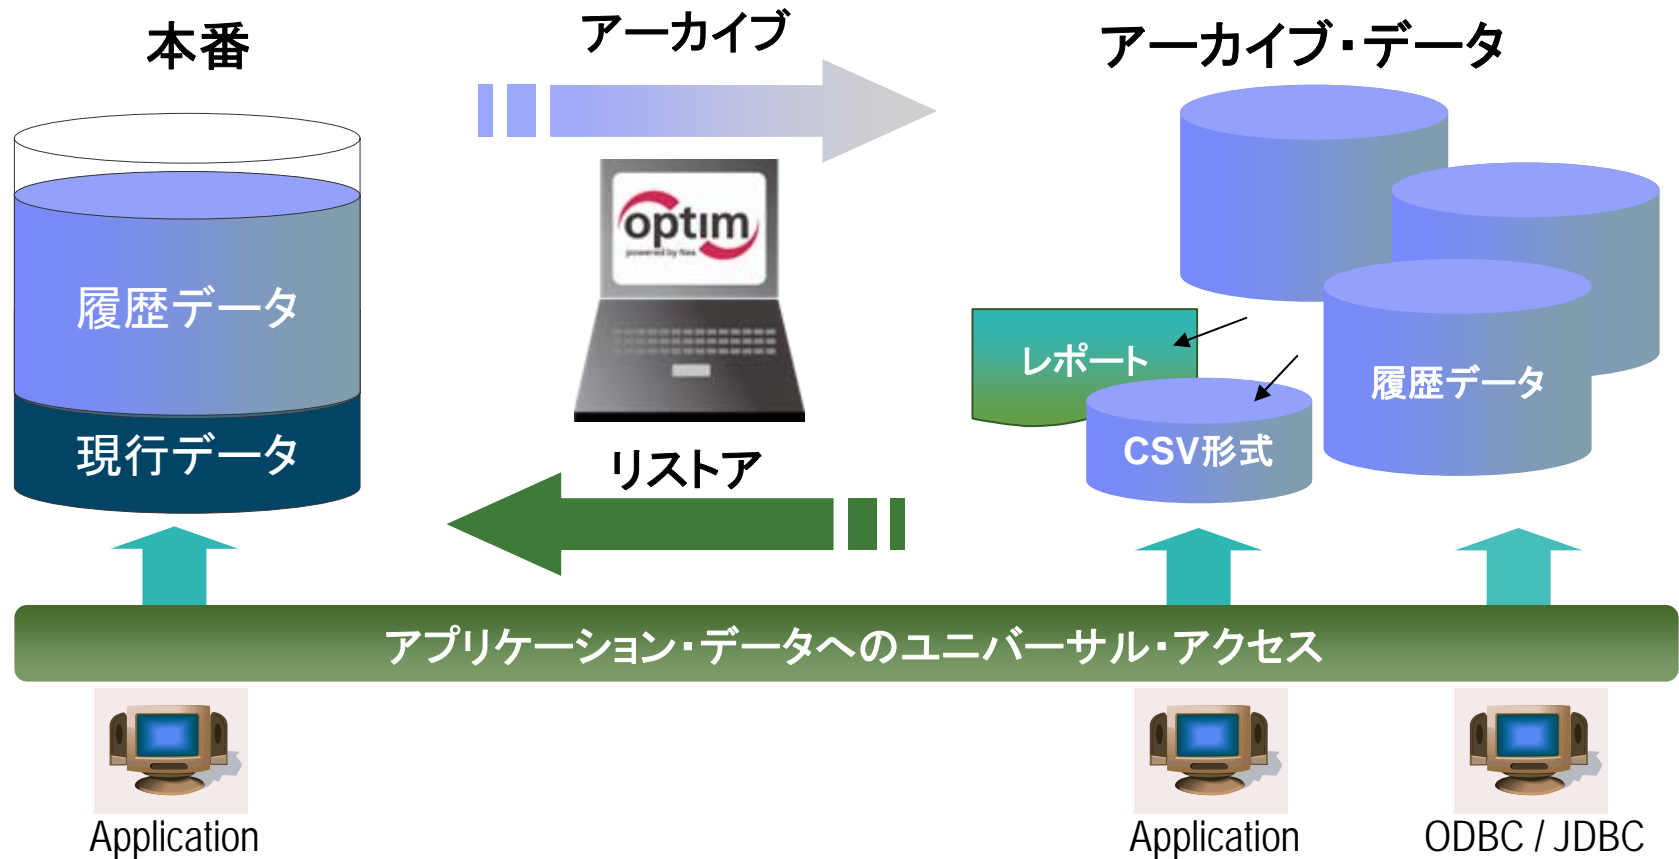 本番
アーカイブ
アーカイブ・データ
optim
powered by Nex
履歴データ
現行データ
レポート
CSV形式
履歴データ
リストア
アプリケーション・データへのユニバーサル・アクセス
Application
Application
ODBC / JDBC